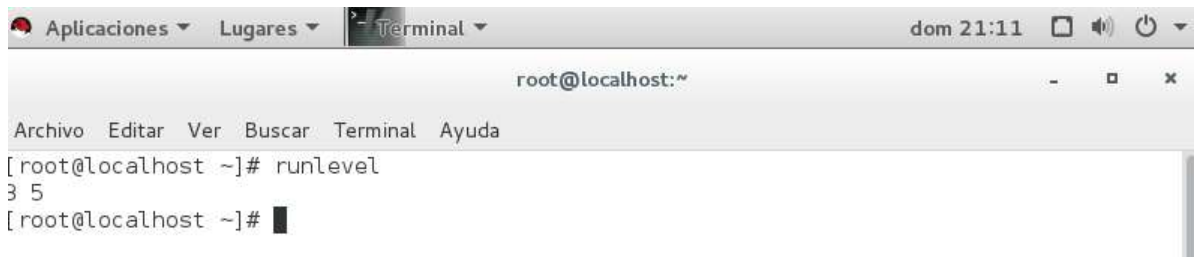 Aplicaciones Lugares Terminal dom 21:11
root@localhost:~
Archivo Editar Ver Buscar Terminal Ayuda
[root@localhost ~]# runlevel
3 5
[root@localhost ~]#